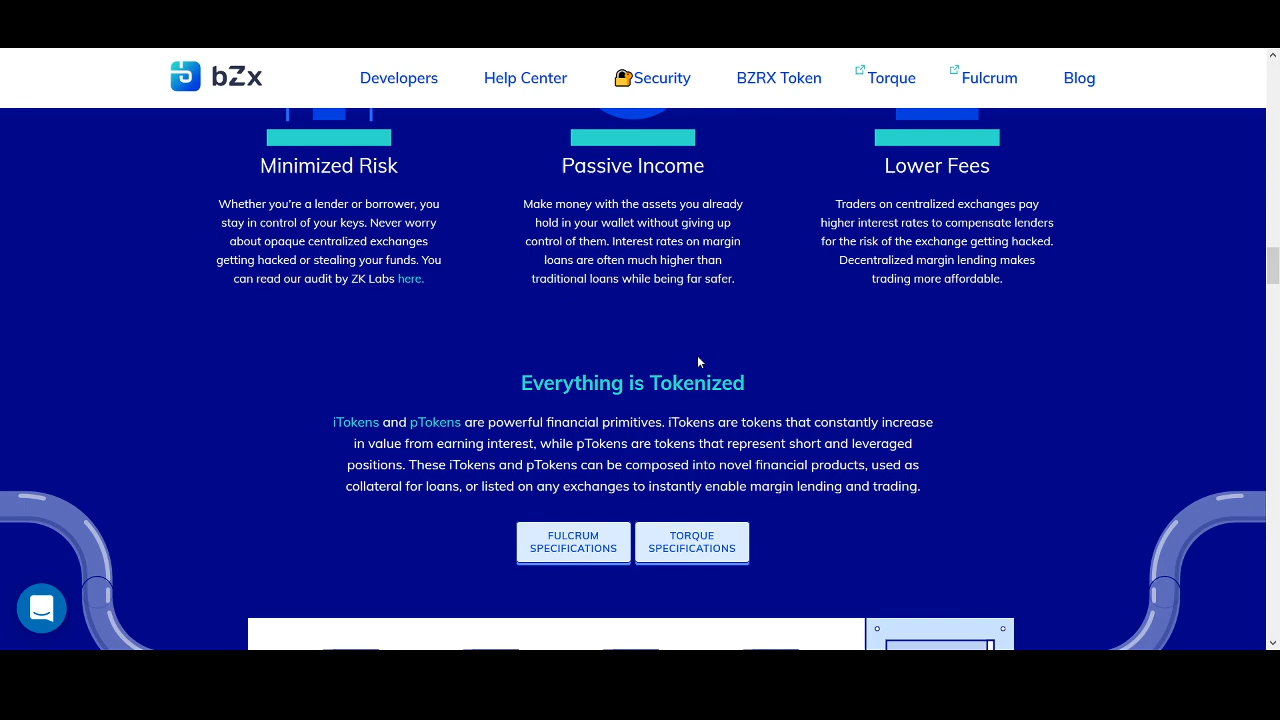 bZx
Developers
Help Center
Security
BZRX Token
Torque
Fulcrum
Blog
Minimized Risk
Whether you're a lender or borrower, you
stay in control of your keys. Never worry
about opaque centralized exchanges
getting hacked or stealing your funds. You
can read our audit by ZK Labs here.
Passive Income
Make money with the assets you already
hold in your wallet without giving up
control of them. Interest rates on margin
loans are often much higher than
traditional loans while being far safer.
Lower Fees
Traders on centralized exchanges pay
higher interest rates to compensate lenders
for the risk of the exchange getting hacked.
Decentralized margin lending makes
trading more affordable.
Everything is Tokenized
iTokens and pTokens are powerful financial primitives. iTokens are tokens that constantly increase
in value from earning interest, while pTokens are tokens that represent short and leveraged
positions. These iTokens and pTokens can be composed into novel financial products, used as
collateral for loans, or listed on any exchanges to instantly enable margin lending and trading.
FULCRUM
SPECIFICATIONS
TORQUE
SPECIFICATIONS